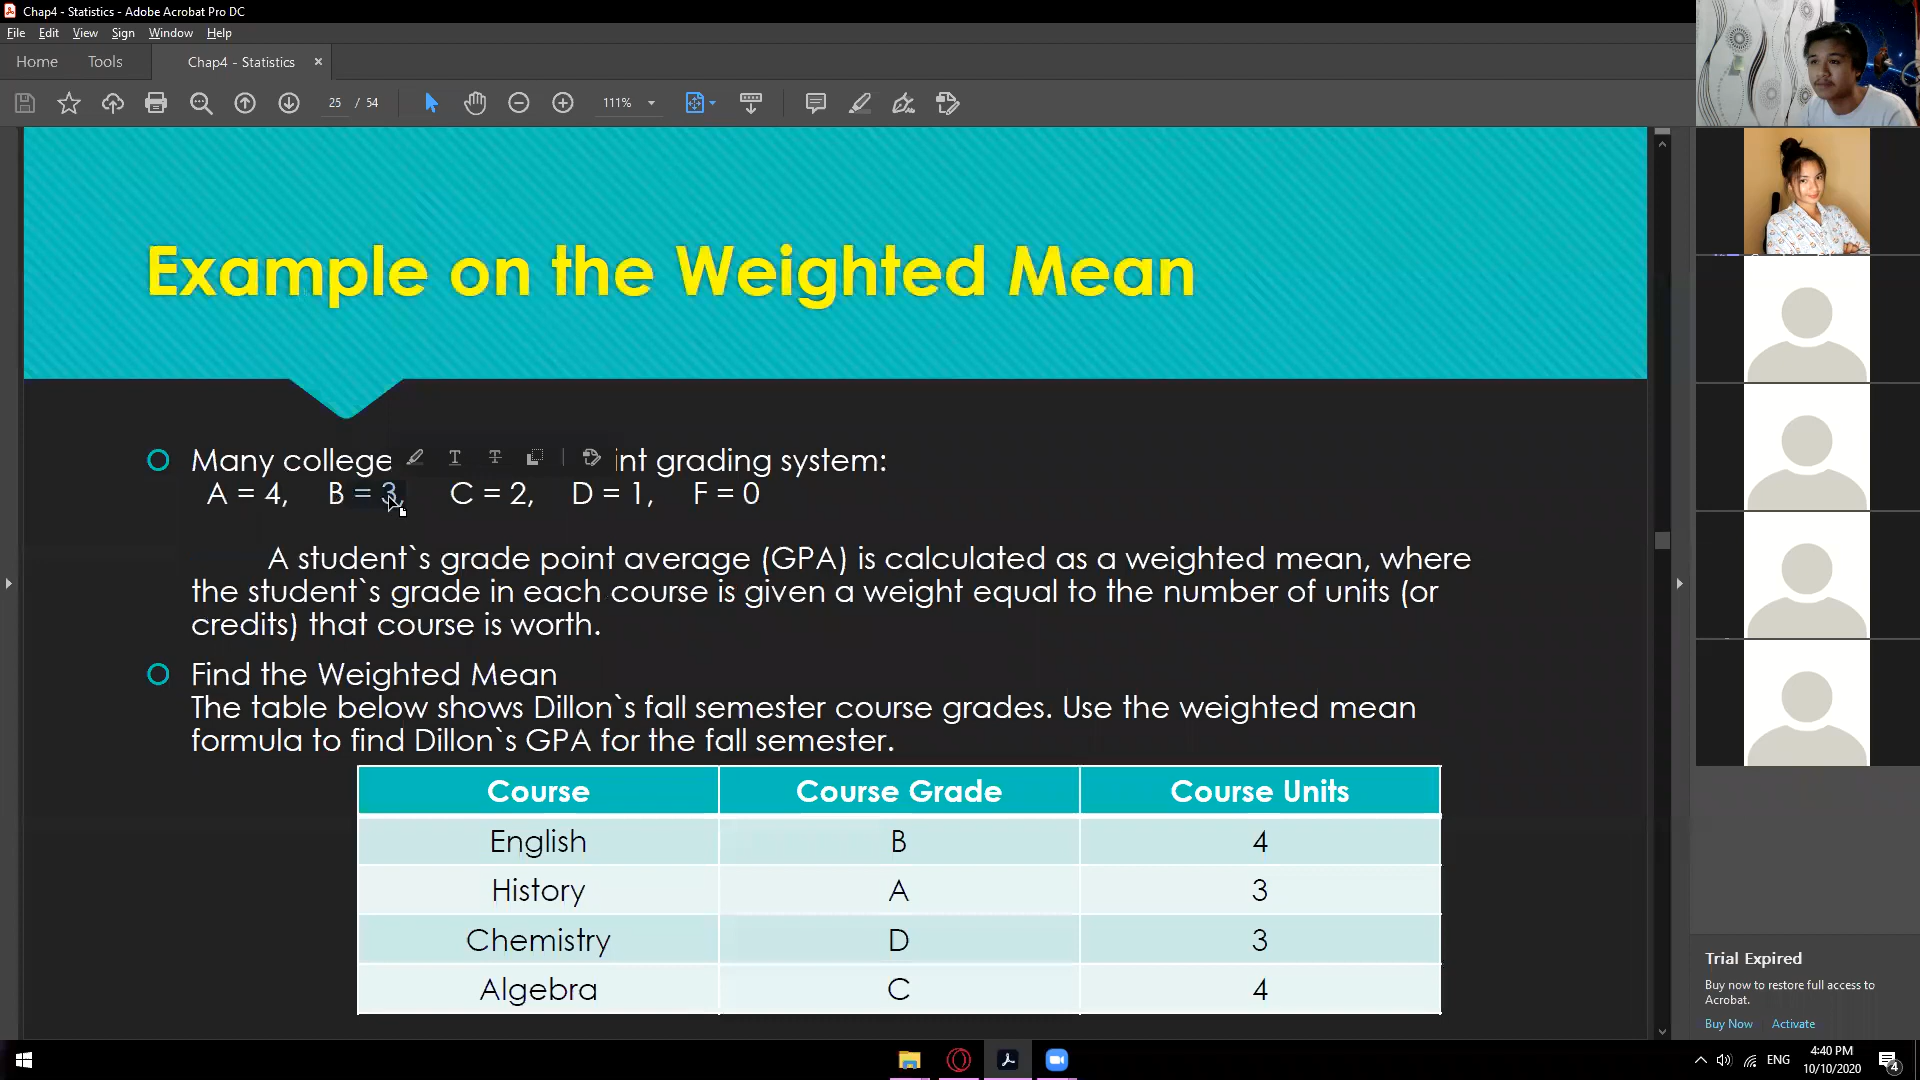 Chap4 - Statistics - Adobe Acrobat Pro DC
File Edit View Sign Window Help
Home Tools Chap4 - Statistics ×
25 / 54 111%
Example on the Weighted Mean
Many college int grading system:
A = 4, B = 3, C = 2, D = 1, F = 0
A student`s grade point average (GPA) is calculated as a weighted mean, where
the student`s grade in each course is given a weight equal to the number of units (or
credits) that course is worth.
Find the Weighted Mean
The table below shows Dillon`s fall semester course grades. Use the weighted mean
formula to find Dillon`s GPA for the fall semester.
Course Course Grade Course Units
English B 4
History A 3
Chemistry D 3
Algebra C 4
Trial Expired
Buy now to restore full access to
Acrobat.
Buy Now Activate
ENG 4:40 PM
10/10/2020 4